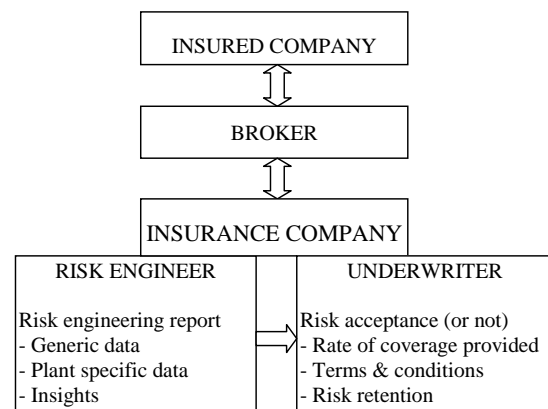 INSURED COMPANY
BROKER
INSURANCE COMPANY
RISK ENGINEER
Risk engineering report
- Generic data
- Plant specific data
- Insights
UNDERWRITER
Risk acceptance (or not)
- Rate of coverage provided
- Terms & conditions
- Risk retention